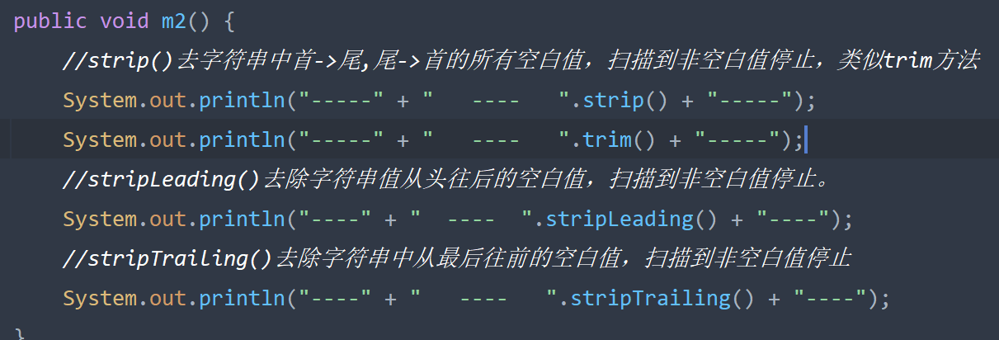 public void m2() {
    //strip()去字符串中首->尾,尾->首的所有空白值，扫描到非空白值停止，类似trim方法
    System.out.println("-----" + "   ----   ".strip() + "-----");
    System.out.println("-----" + "   ----   ".trim() + "-----");
    //stripLeading()去除字符串值从头往后的空白值，扫描到非空白值停止。
    System.out.println("----" + "  ----  ".stripLeading() + "----");
    //stripTrailing()去除字符串中从最后往前的空白值，扫描到非空白值停止
    System.out.println("----" + "   ----   ".stripTrailing() + "----");
}